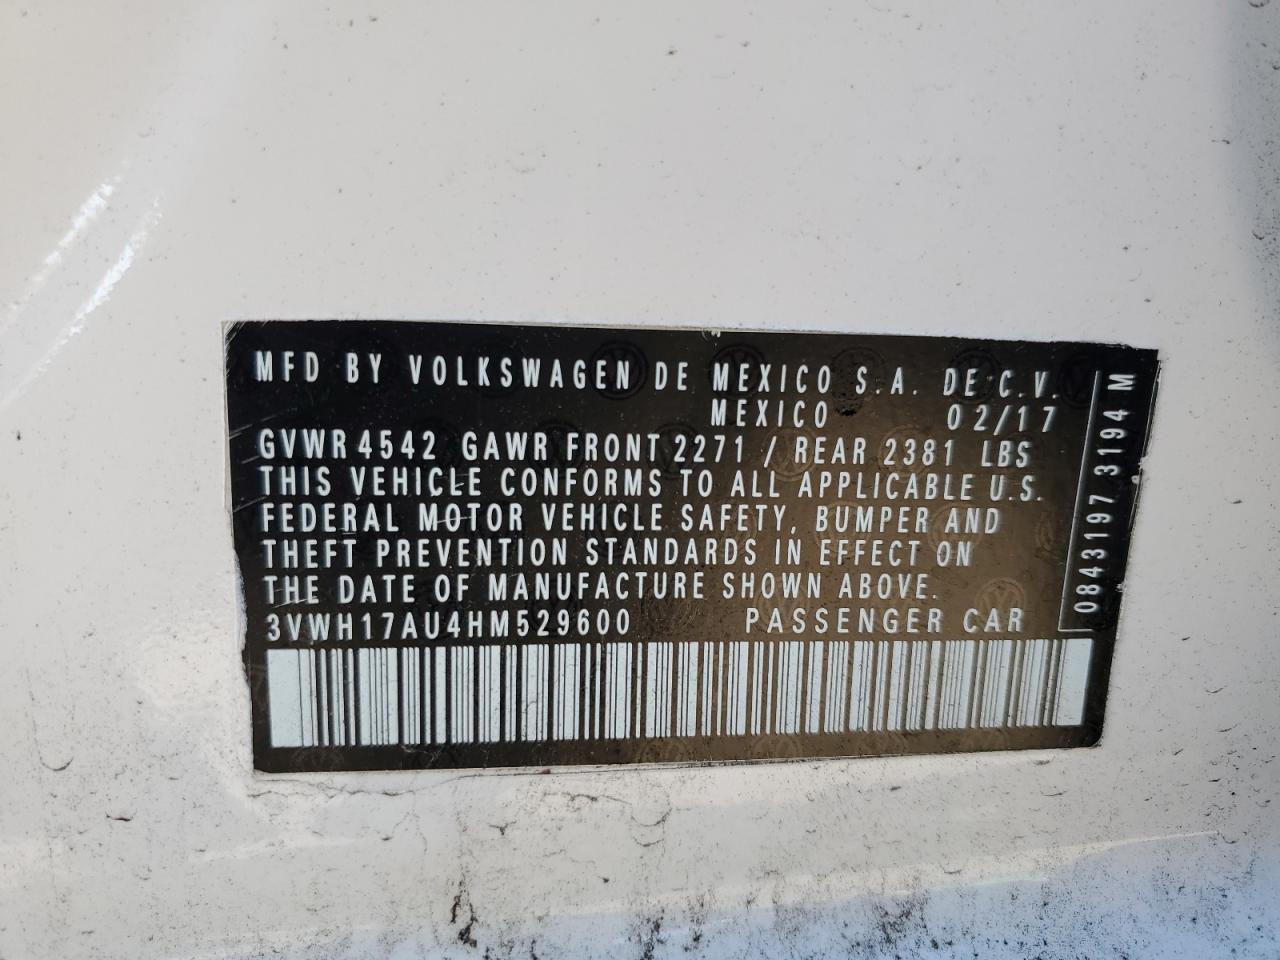 MFD BY VOLKSWAGEN DE MEXICO S.A. DE C.V.
MEXICO 02/17
GVWR 4542 GAWR FRONT 2271 / REAR 2381 LBS
THIS VEHICLE CONFORMS TO ALL APPLICABLE U.S.
FEDERAL MOTOR VEHICLE SAFETY, BUMPER AND
THEFT PREVENTION STANDARDS IN EFFECT ON
THE DATE OF MANUFACTURE SHOWN ABOVE.
3VWH17AU4HM529600 PASSENGER CAR
0843197 3194 M